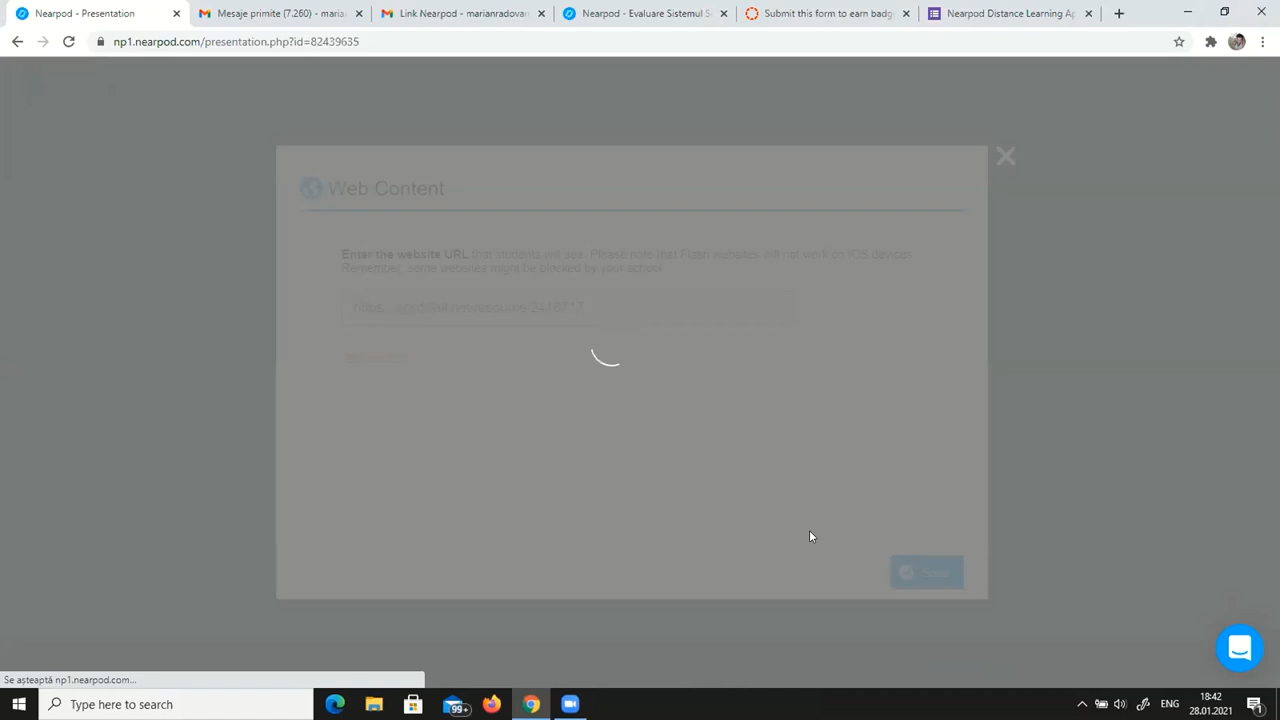 Nearpod - Presentation
Mesaje primite (7.260) - maria
Link Nearpod - marianradovan
Nearpod - Evaluare Sistemul S
Submit this form to earn badg
Nearpod Distance Learning Ap
np1.nearpod.com/presentation.php?id=82439635
Web Content
Enter the website URL that students will see. Please note that Flash websites will not work on iOS devices.
Remember: some websites might be blocked by your school
Save
Se așteaptă np1.nearpod.com...
Type here to search
99+
ENG
18:42
28.01.2021
1